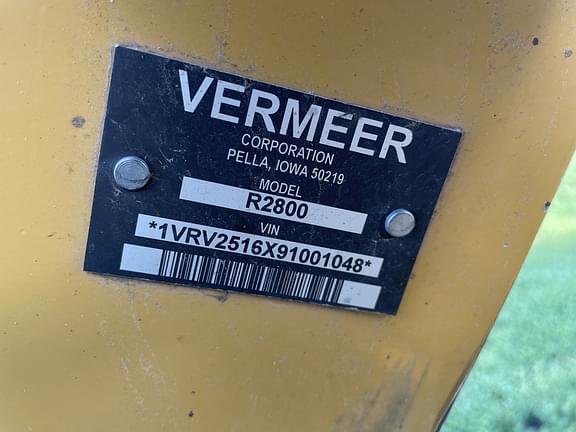 VERMEER
CORPORATION
PELLA, IOWA 50219
MODEL
R2800
VIN
*1VRV2516X91001048*